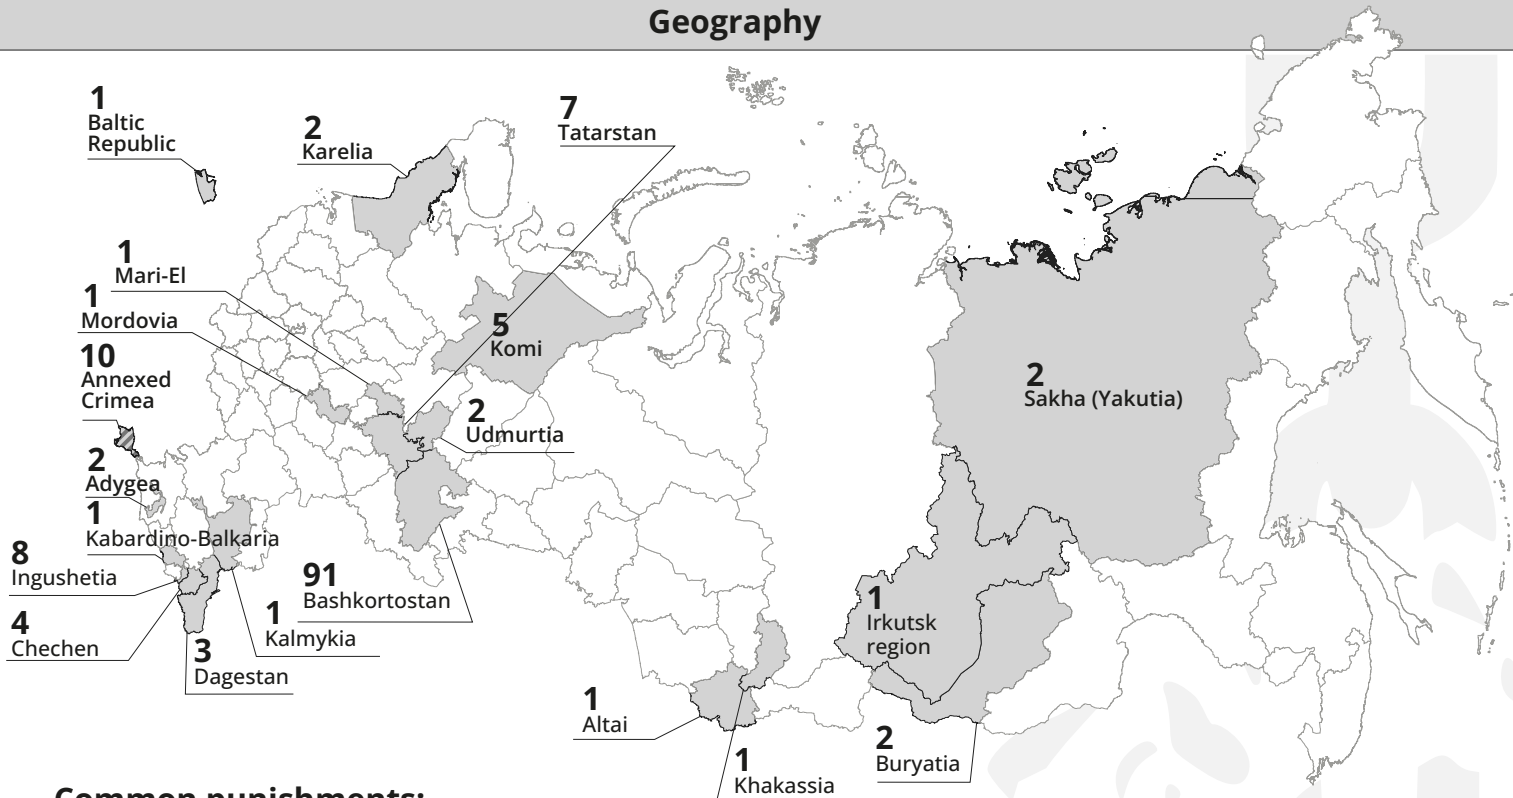 Geography
1
Baltic
Republic
2
Karelia
7
Tatarstan
1
Mari-El
1
Mordovia
10
Annexed
Crimea
5
Komi
2
Sakha (Yakutia)
2
Udmurtia
2
Adygea
1
Kabardino-Balkaria
8
Ingushetia
91
Bashkortostan
4
Chechen
1
Kalmykia
3
Dagestan
1
Irkutsk
region
1
Altai
1
Khakassia
2
Buryatia
Common punishments: